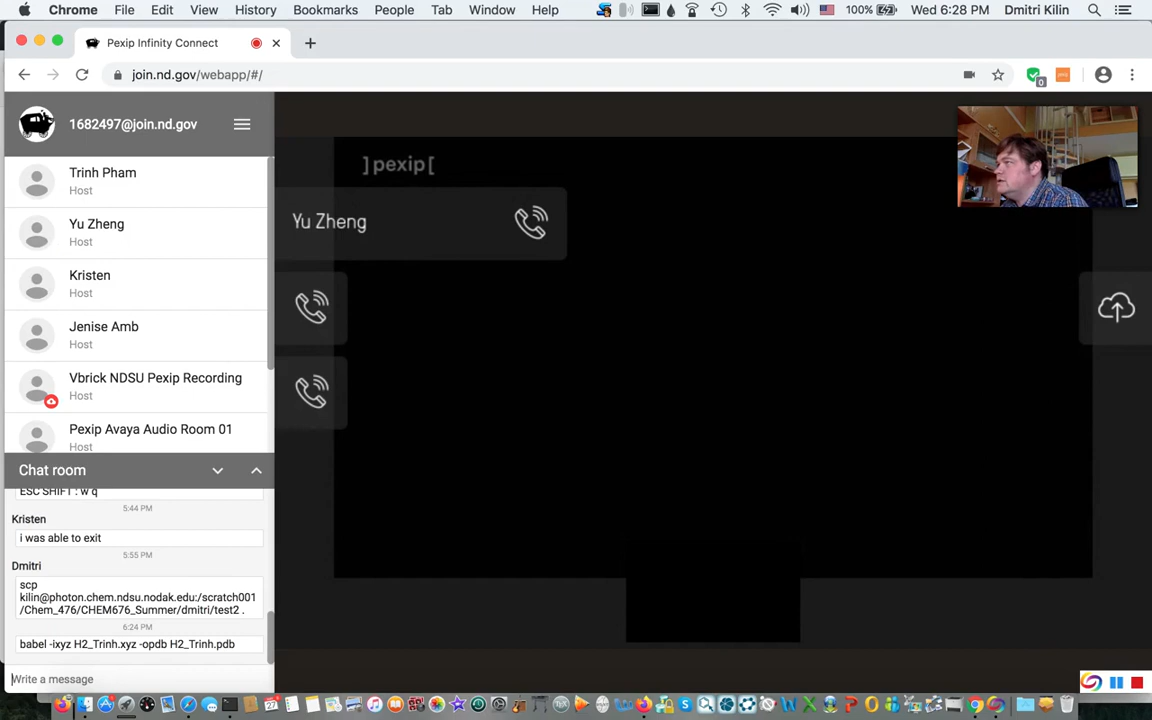 Chrome File Edit View History Bookmarks People Tab Window Help 100% Wed 6:28 PM Dmitri Kilin
Pexip Infinity Connect
join.nd.gov/webapp/#/
0
1682497@join.nd.gov
Trinh Pham
Host
Yu Zheng
Host
Kristen
Host
Jenise Amb
Host
Vbrick NDSU Pexip Recording
Host
Pexip Avaya Audio Room 01
Host
]pexip[
Yu Zheng
Chat room
ESC SHIFT : w q
5:44 PM
Kristen
i was able to exit
5:55 PM
Dmitri
scp
kilin@photon.chem.ndsu.nodak.edu:/scratch001
/Chem_476/CHEM676_Summer/dmitri/test2 .
6:24 PM
babel -ixyz H2_Trinh.xyz -opdb H2_Trinh.pdb
Write a message